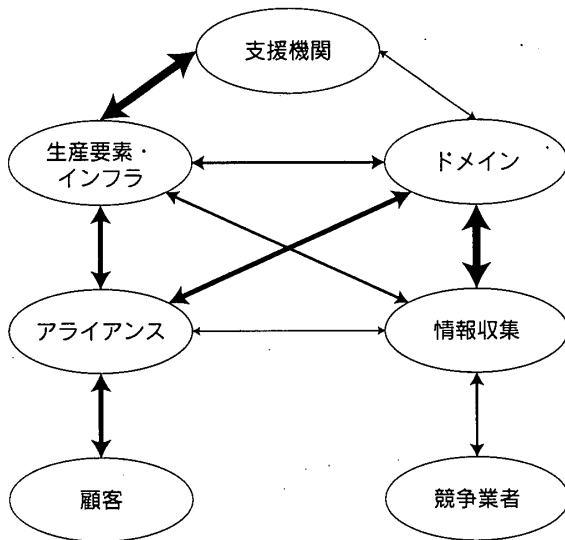 支援機関
生産要素・
インフラ
ドメイン
アライアンス
情報収集
顧客
競争業者